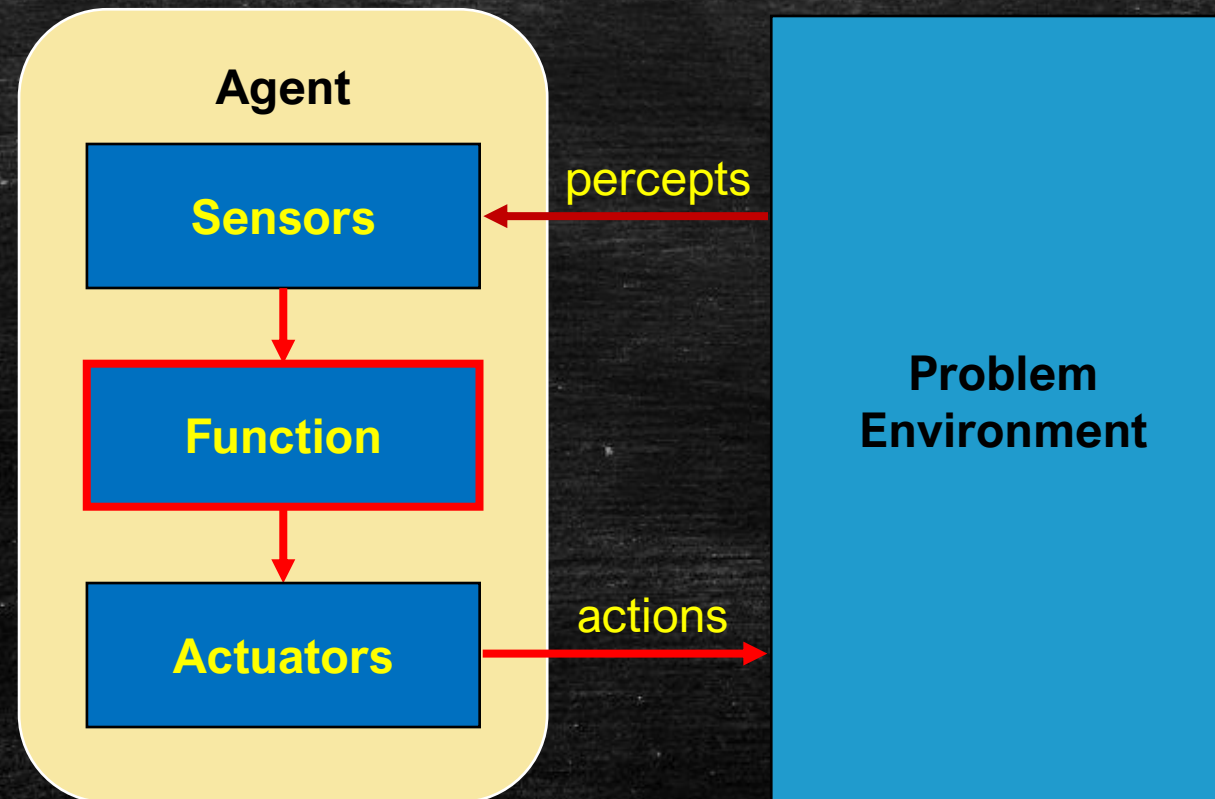 Agent
Sensors
percepts
Function
Problem
Environment
Actuators
actions